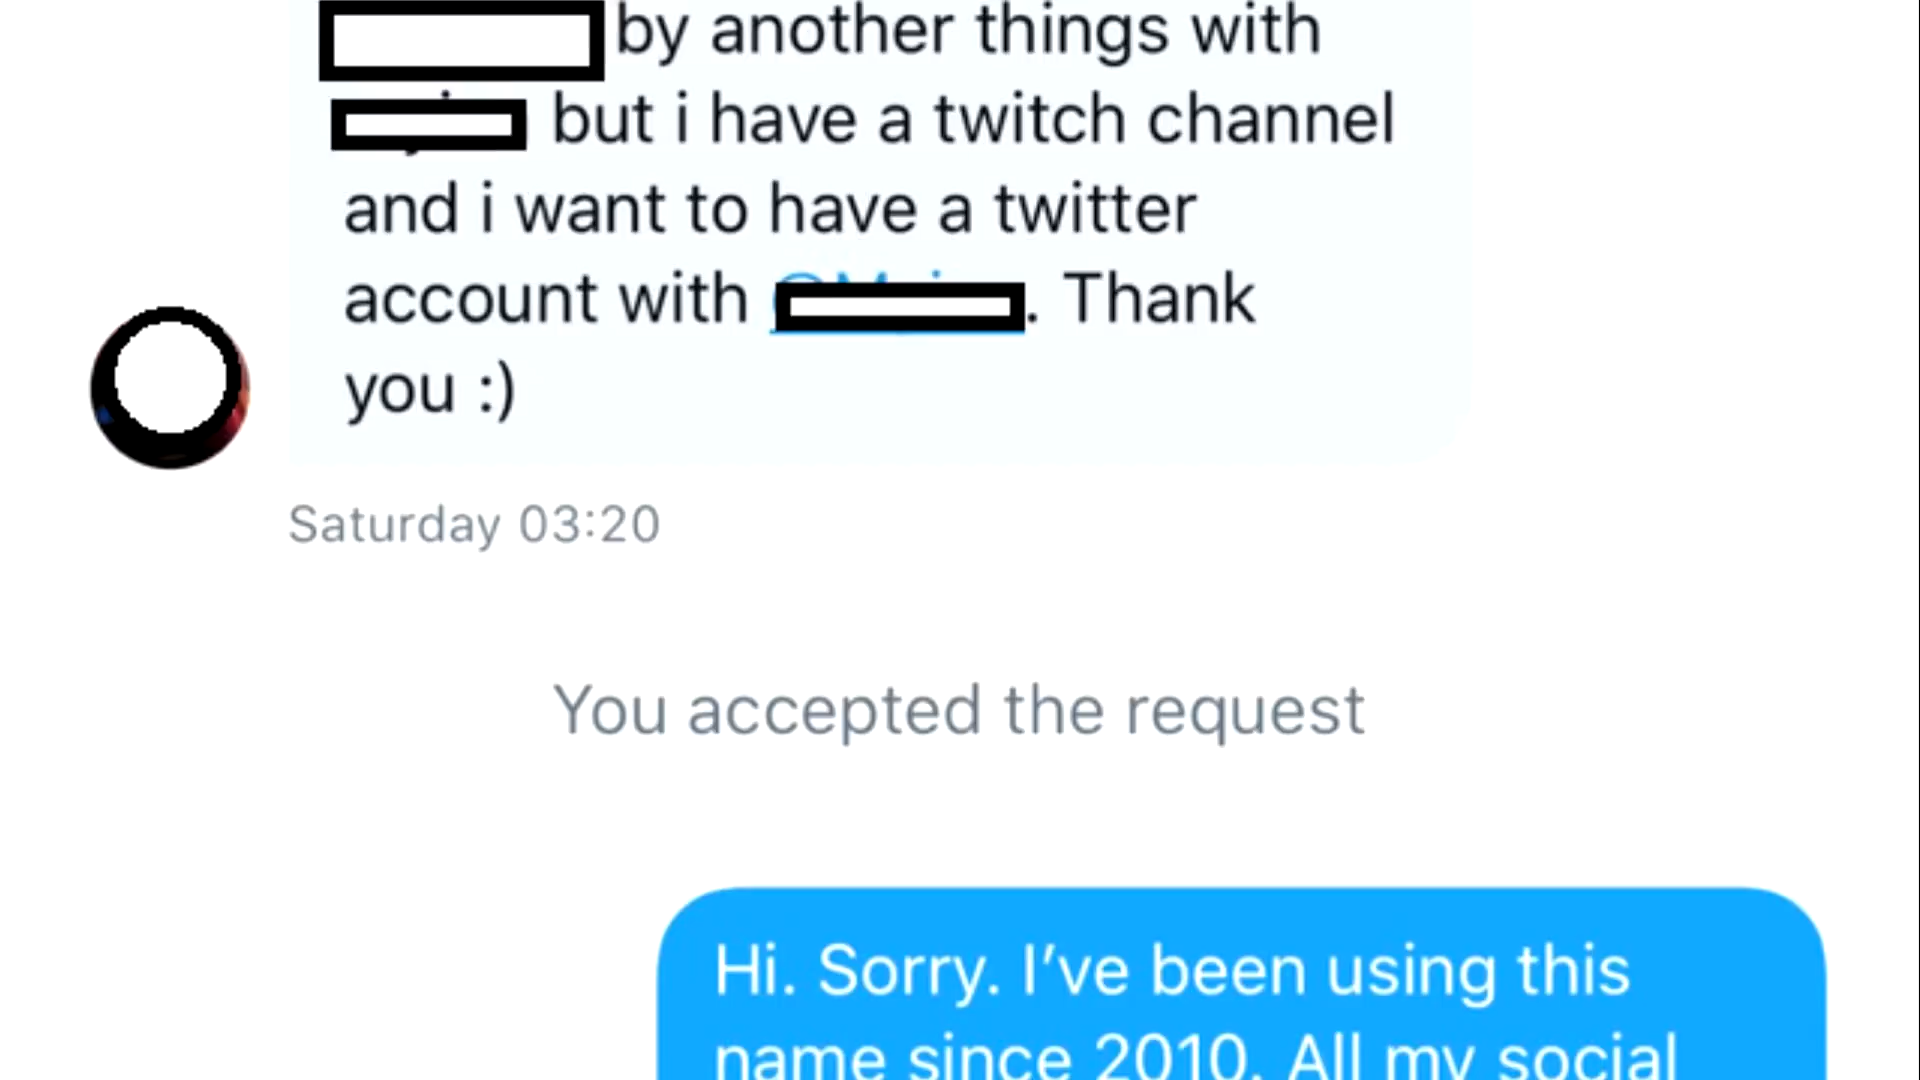 by another things with
but i have a twitch channel
and i want to have a twitter
account with . Thank
you :)
Saturday 03:20
You accepted the request
Hi. Sorry. I’ve been using this
name since 2010. All my social